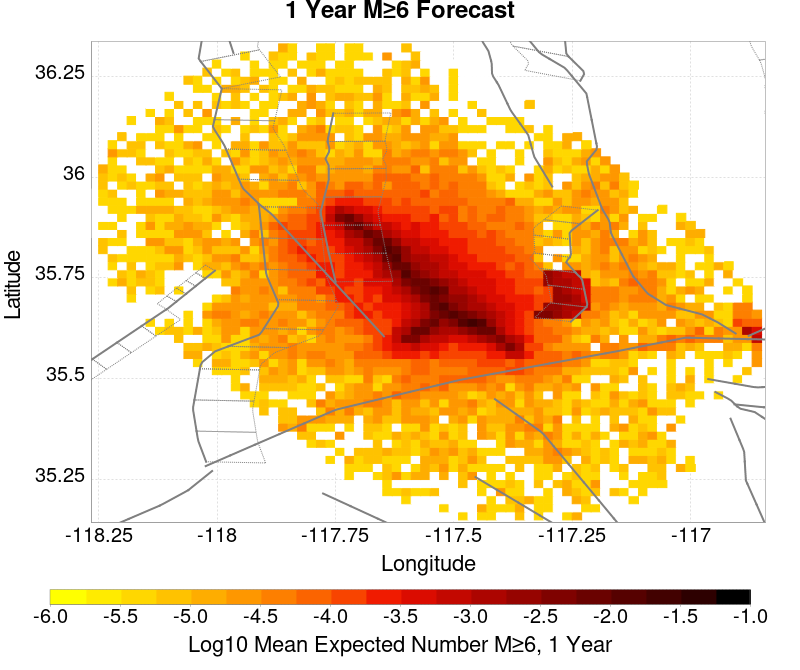 1 Year M≥6 Forecast
36.25
36
35.75
35.5
35.25
Latitude
-118.25 -118 -117.75 -117.5 -117.25 -117
Longitude
-6.0 -5.5 -5.0 -4.5 -4.0 -3.5 -3.0 -2.5 -2.0 -1.5 -1.0
Log10 Mean Expected Number M≥6, 1 Year